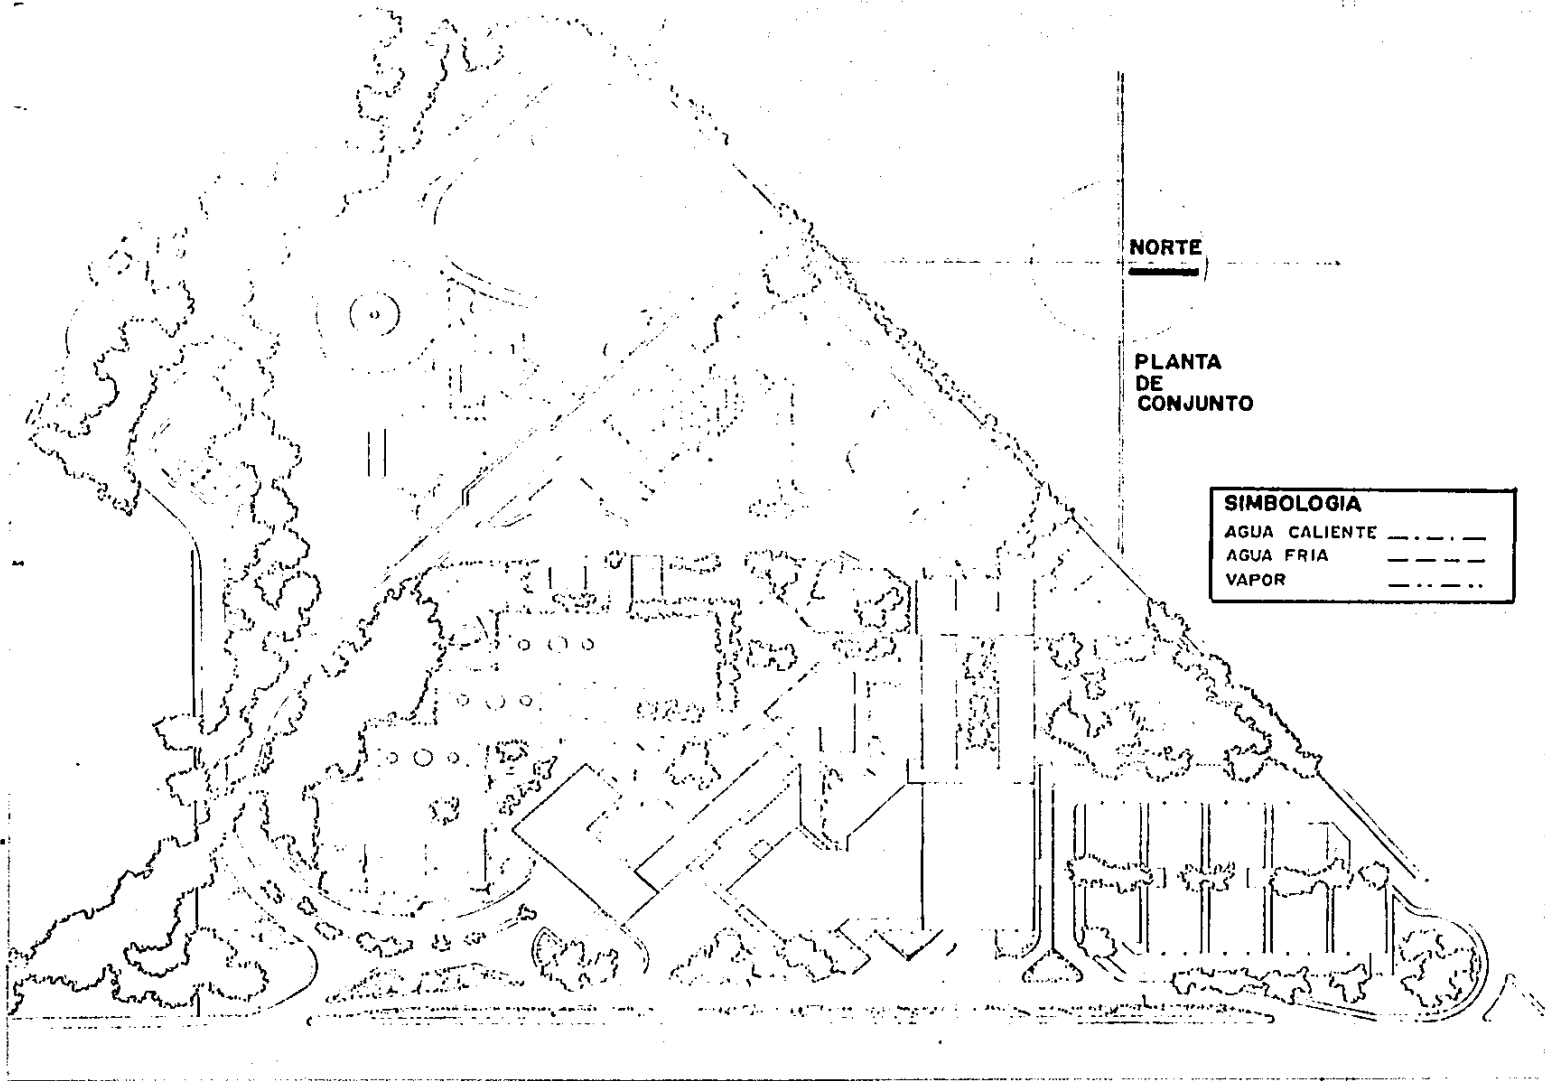 NORTE
PLANTA
DE
CONJUNTO
SIMBOLOGIA
AGUA CALIENTE
AGUA FRIA
VAPOR